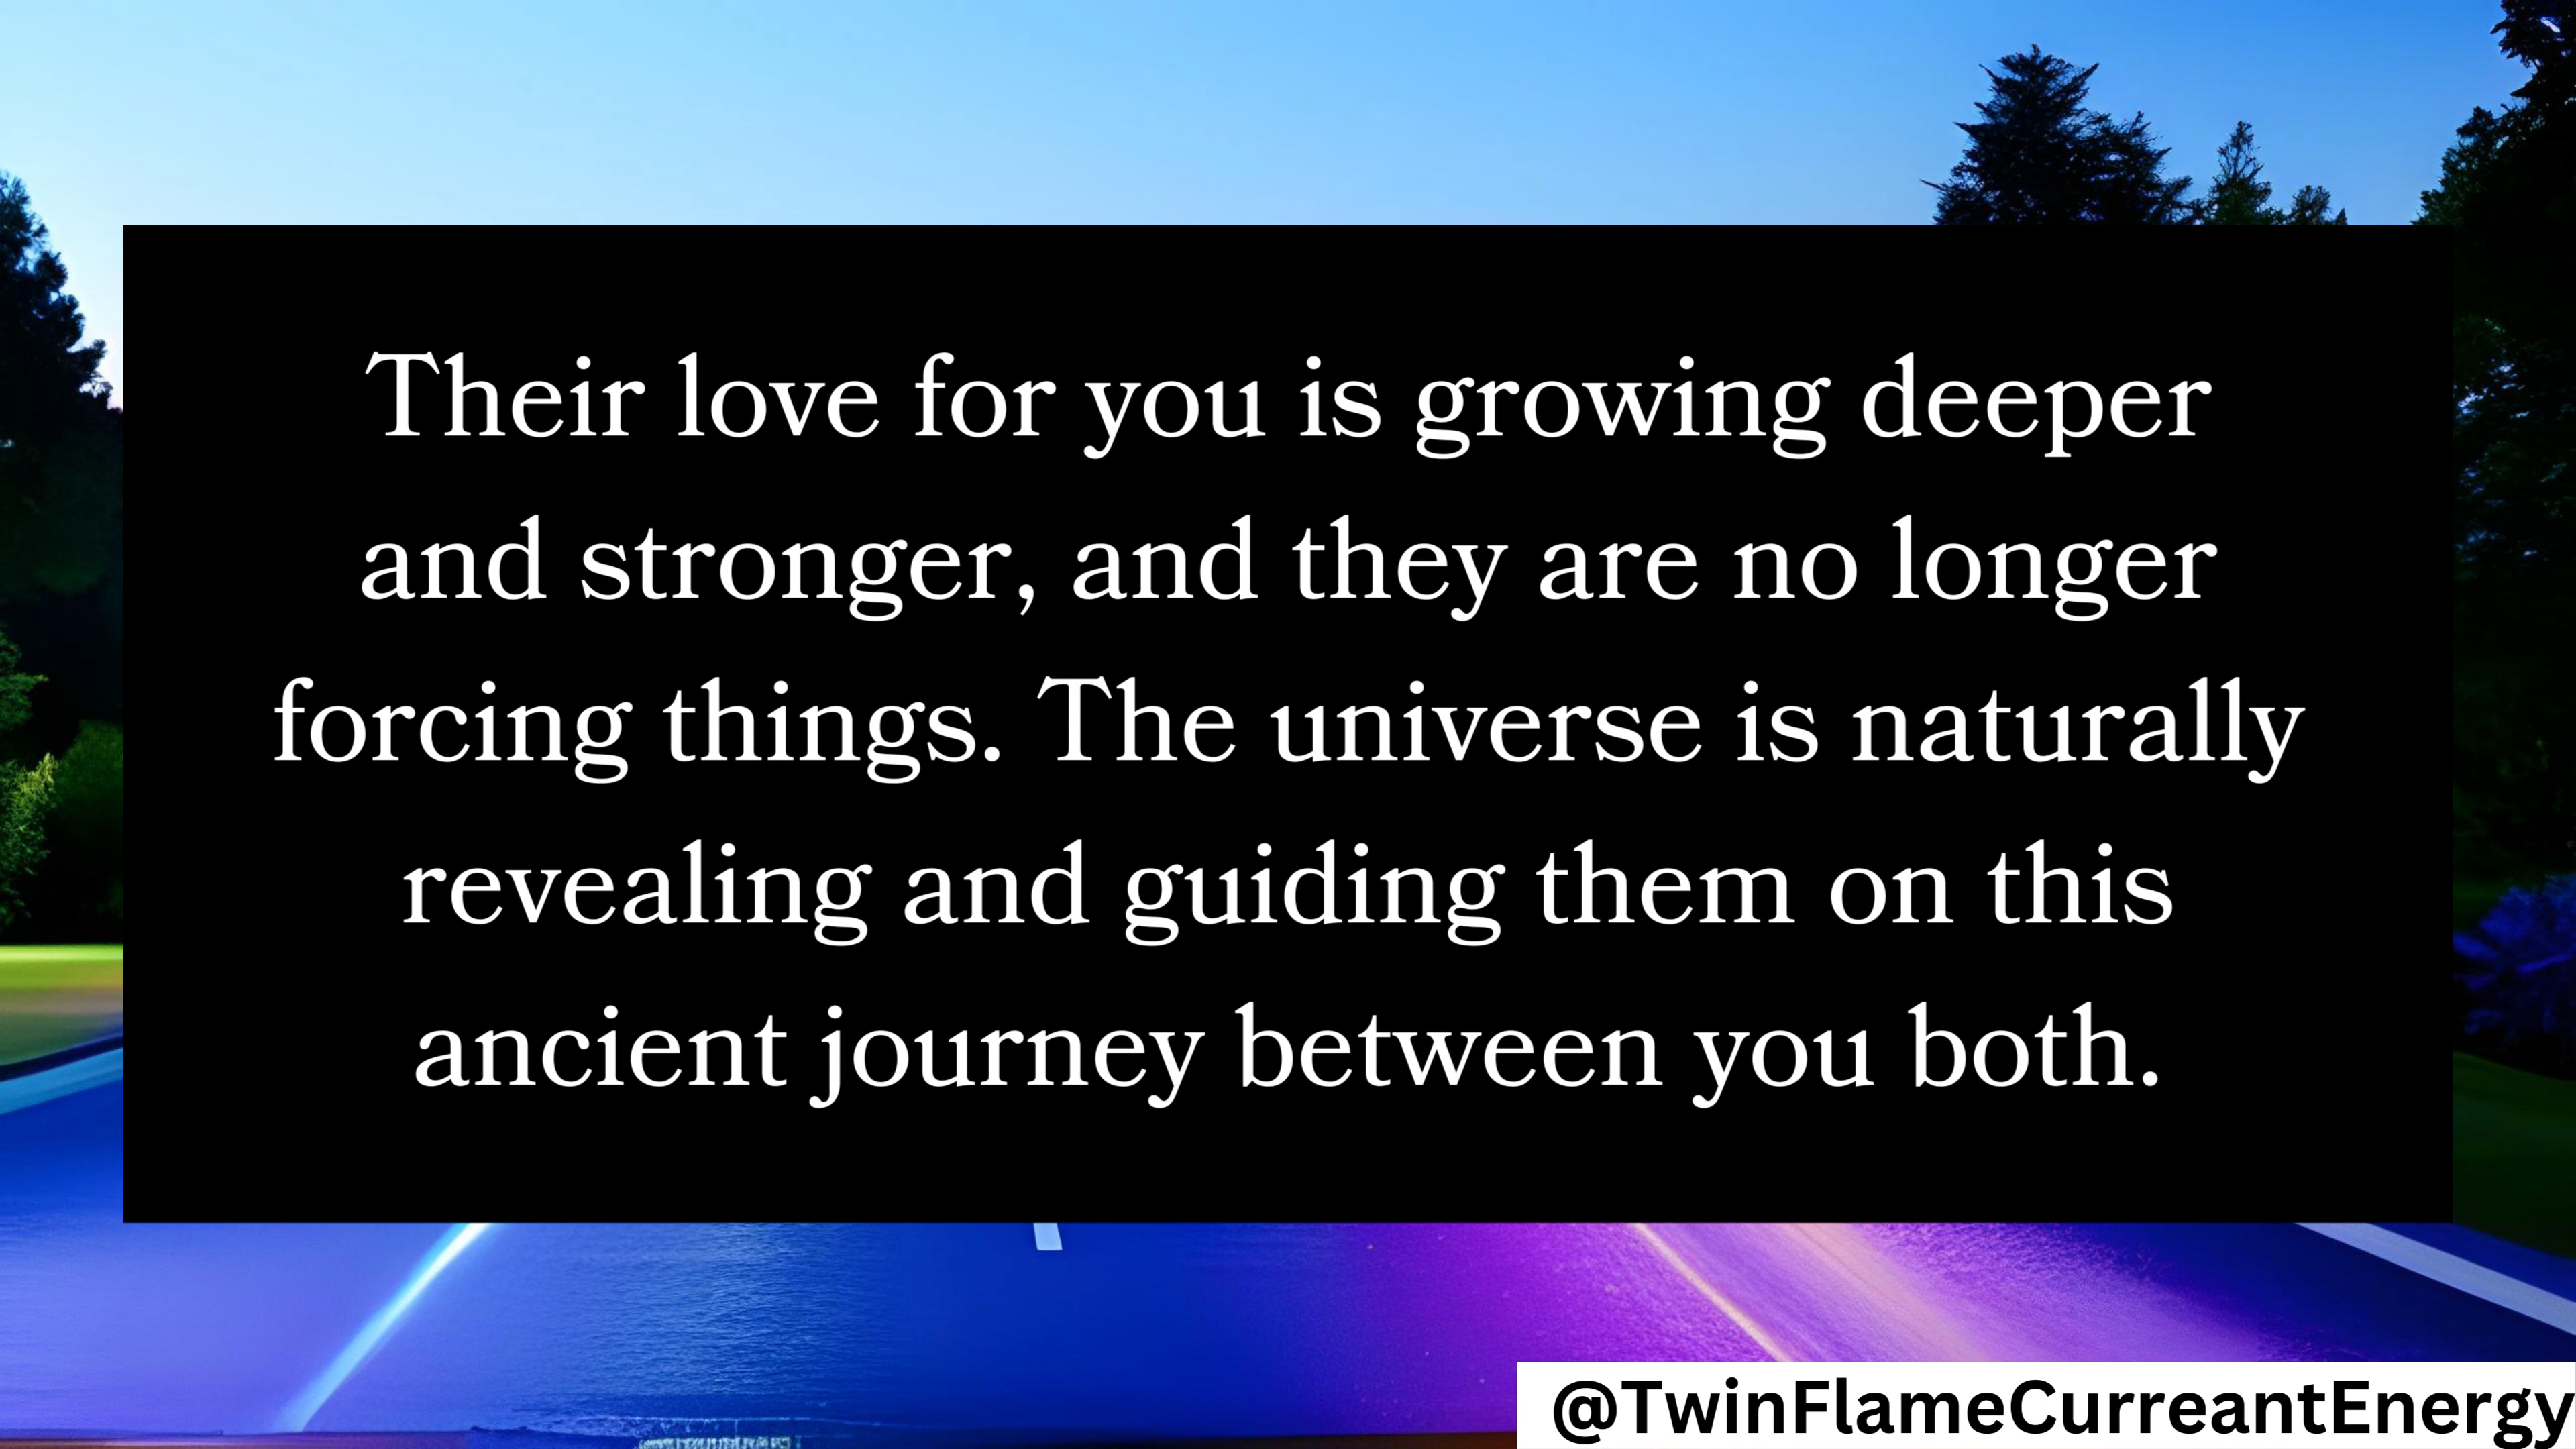 Their love for you is growing deeper
and stronger, and they are no longer
forcing things. The universe is naturally
revealing and guiding them on this
ancient journey between you both.
@TwinFlameCurreantEnergy